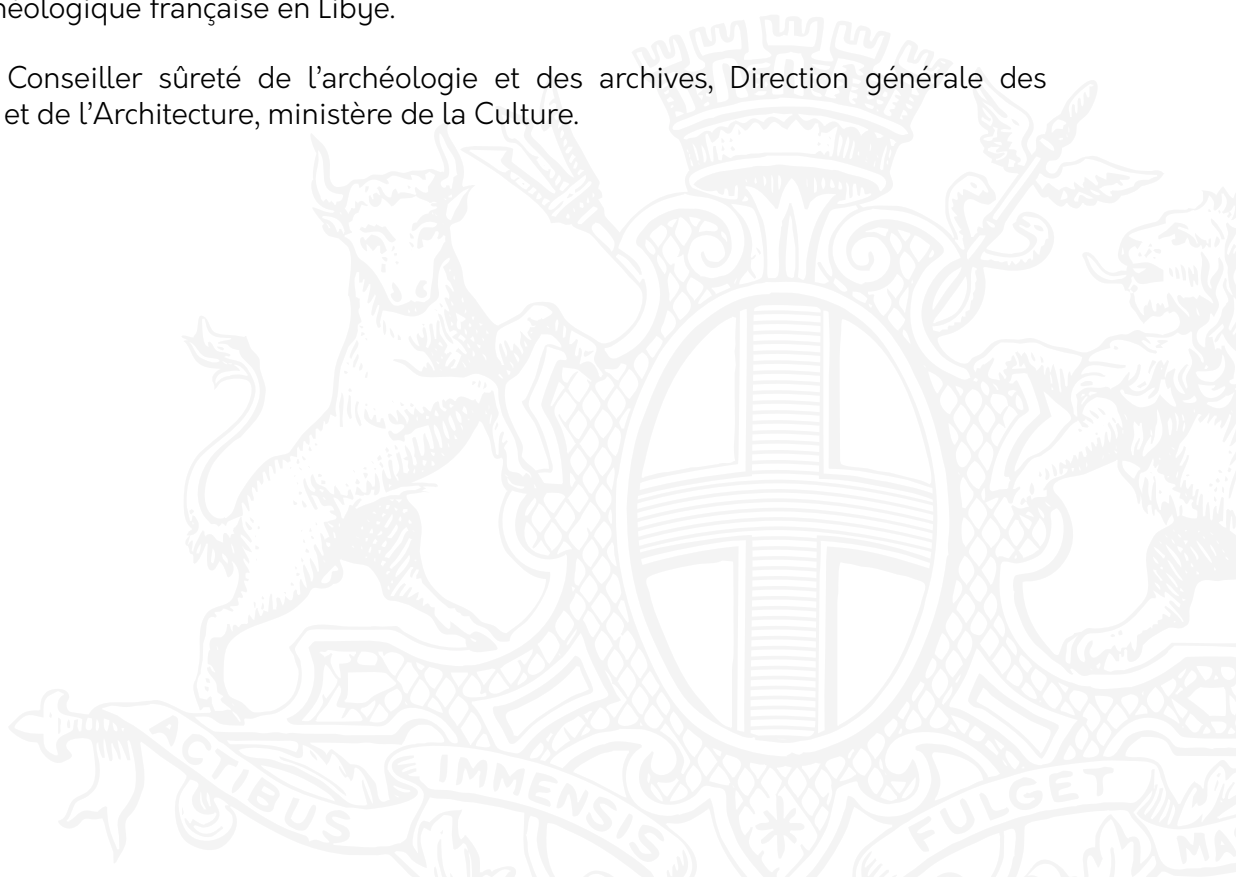 héologique française en Libye.
Conseiller sûreté de l’archéologie et des archives, Direction générale des
et de l’Architecture, ministère de la Culture.
ACTIBUS IMMENSIS FULGET MA